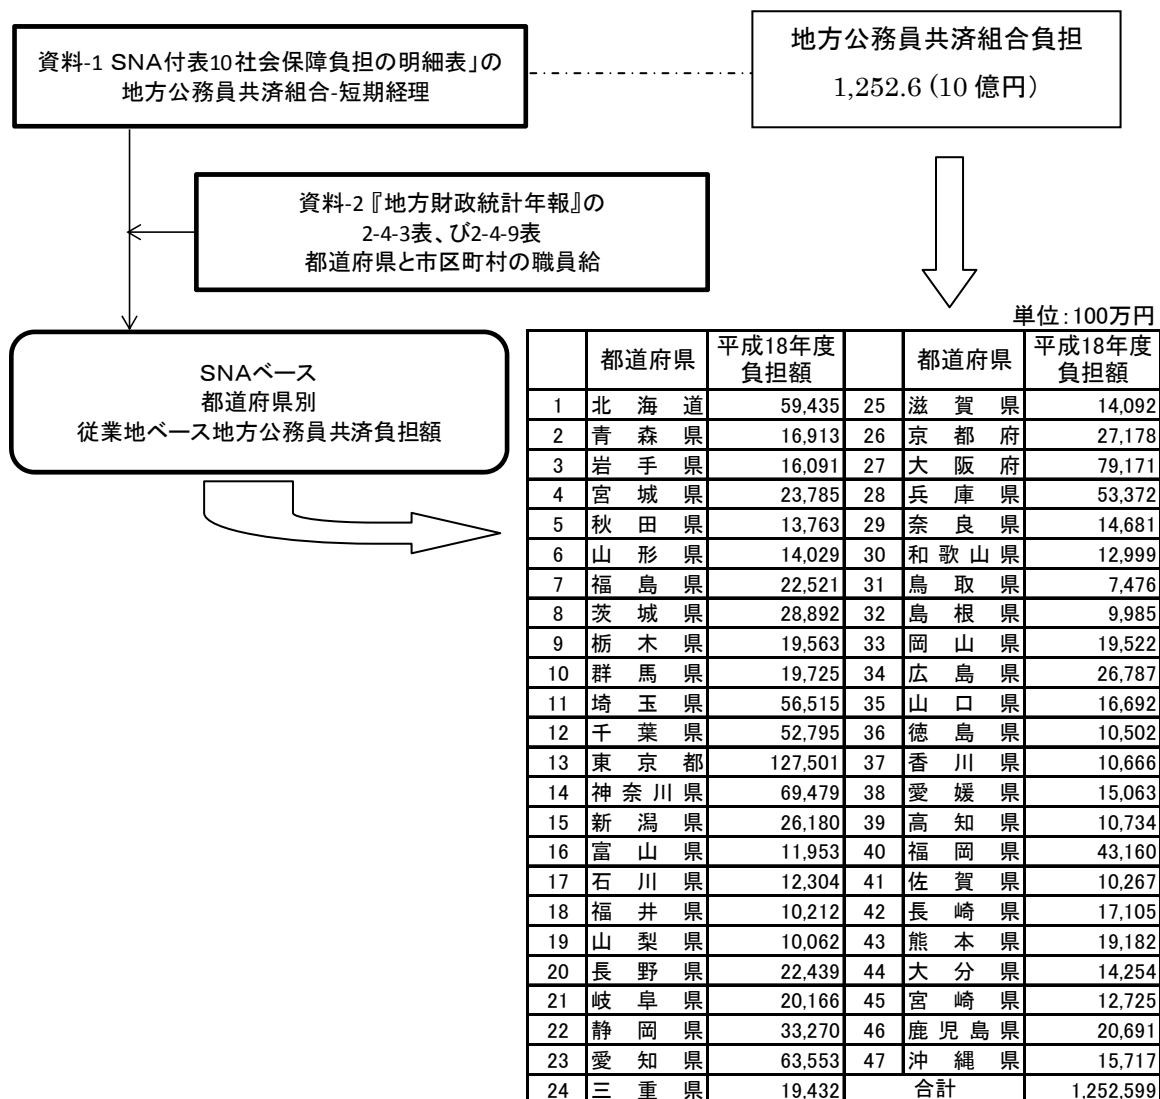 資料-1 SNA付表10社会保障負担の明細表」の
地方公務員共済組合-短期経理
地方公務員共済組合負担
1,252.6 (10 億円）
資料-2『地方財政統計年報』の
2-4-3表、び2-4-9表
都道府県と市区町村の職員給
SNAベース
都道府県別
従業地ベース地方公務員共済負担額
単位：100万円
都道府県 平成18年度 負担額 都道府県 平成18年度 負担額
1 北海道 59,435 25 滋賀県 14,092
2 青森県 16,913 26 京都府 27,178
3 岩手県 16,091 27 大阪府 79,171
4 宮城県 23,785 28 兵庫県 53,372
5 秋田県 13,763 29 奈良県 14,681
6 山形県 14,029 30 和歌山県 12,999
7 福島県 22,521 31 鳥取県 7,476
8 茨城県 28,892 32 島根県 9,985
9 栃木県 19,563 33 岡山県 19,522
10 群馬県 19,725 34 広島県 26,787
11 埼玉県 56,515 35 山口県 16,692
12 千葉県 52,795 36 徳島県 10,502
13 東京都 127,501 37 香川県 10,666
14 神奈川県 69,479 38 愛媛県 15,063
15 新潟県 26,180 39 高知県 10,734
16 富山県 11,953 40 福岡県 43,160
17 石川県 12,304 41 佐賀県 10,267
18 福井県 10,212 42 長崎県 17,105
19 山梨県 10,062 43 熊本県 19,182
20 長野県 22,439 44 大分県 14,254
21 岐阜県 20,166 45 宮崎県 12,725
22 静岡県 33,270 46 鹿児島県 20,691
23 愛知県 63,553 47 沖縄県 15,717
24 三重県 19,432 合計 1,252,599